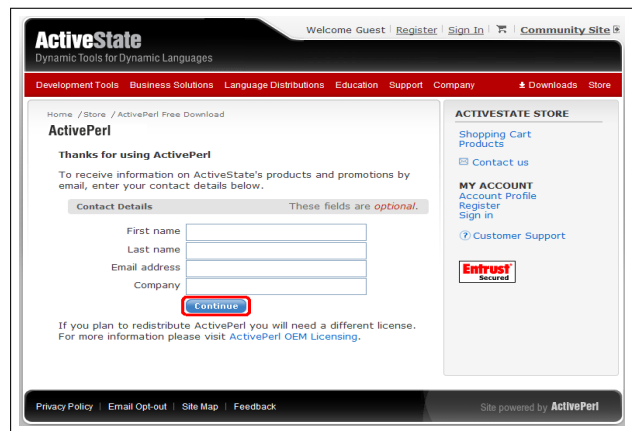 Welcome Guest | Register | Sign In | Community Site
ActiveState
Dynamic Tools for Dynamic Languages
Development Tools Business Solutions Language Distributions Education Support Company Downloads Store
Home / Store / ActivePerl Free Download
ActivePerl
Thanks for using ActivePerl
To receive information on ActiveState's products and promotions by
email, enter your contact details below.
Contact Details These fields are optional.
First name
Last name
Email address
Company
Continue
If you plan to redistribute ActivePerl you will need a different license.
For more information please visit ActivePerl OEM Licensing.
ACTIVESTATE STORE
Shopping Cart
Products
Contact us
MY ACCOUNT
Account Profile
Register
Sign in
? Customer Support
Entrust
Secured
Privacy Policy | Email Opt-out | Site Map | Feedback
Site powered by ActivePerl